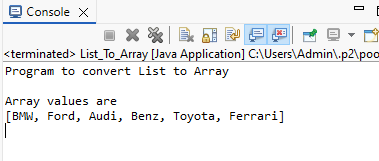 Console
<terminated> List_To_Array [Java Application] C:\Users\Admin\.p2\poo
Program to convert List to Array
Array values are
[BMW, Ford, Audi, Benz, Toyota, Ferrari]